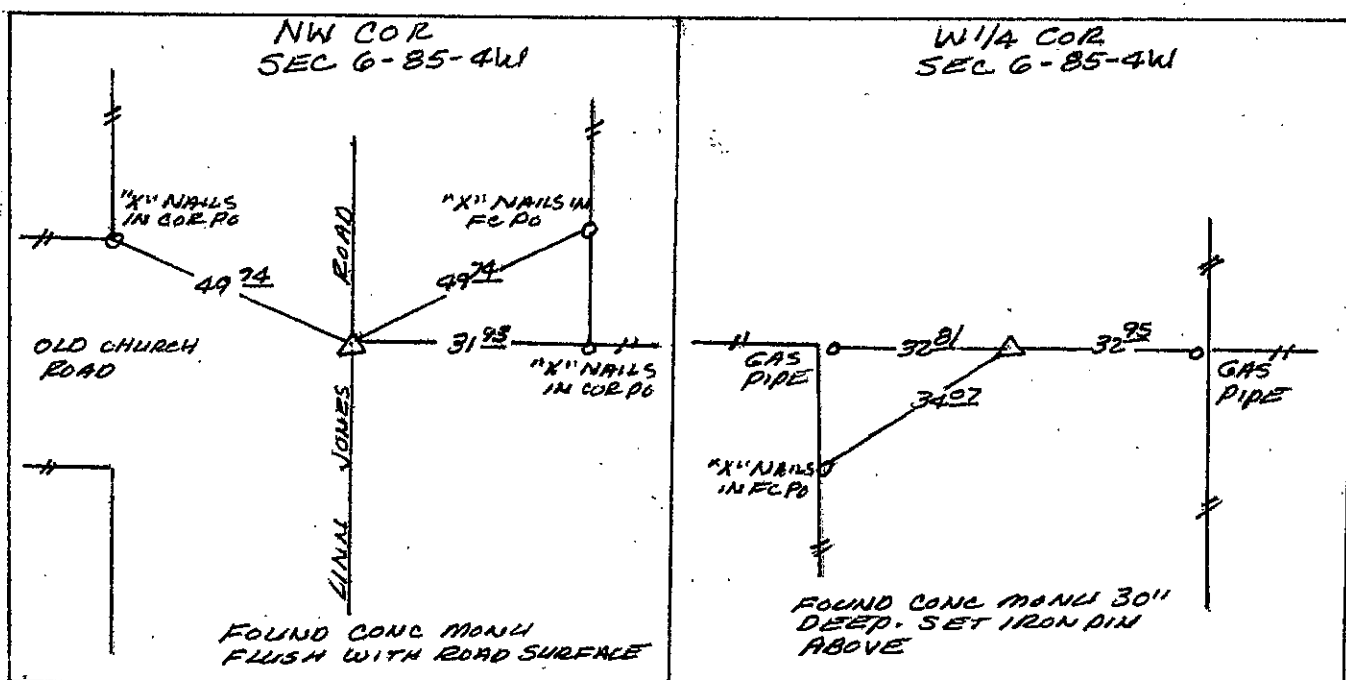 NW COR
SEC 6-85-4W
"X" NAILS
IN COR PO
"X" NAILS IN
FC PO
ROAD
49 74
49 74
OLD CHURCH
ROAD
31 93
"X" NAILS
IN COR PO
LINN JONES
FOUND CONC MONU
FLUSH WITH ROAD SURFACE
W 1/4 COR
SEC 6-85-4W
32 81
32 95
GAS
PIPE
GAS
PIPE
34 07
"X" NAILS
IN FC PO
FOUND CONC MONU 30"
DEEP. SET IRON PIN
ABOVE